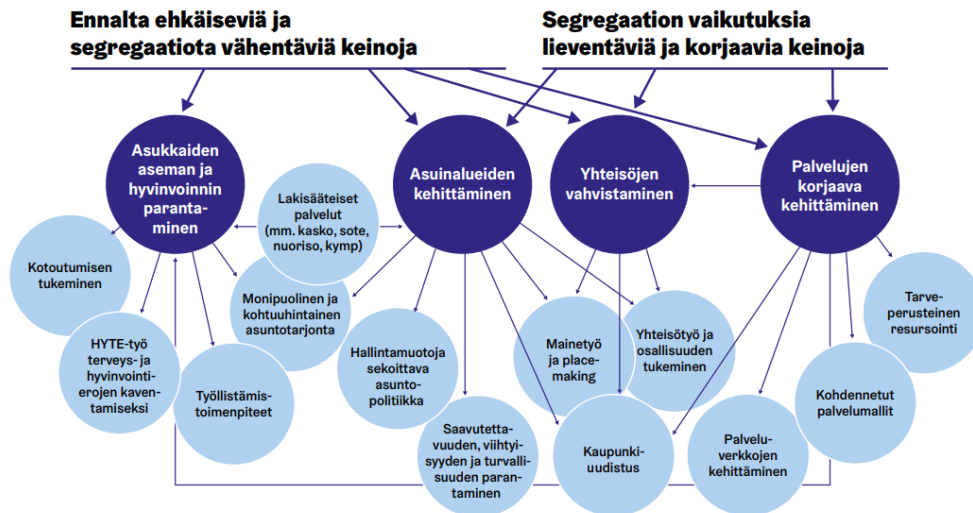 Ennalta ehkäiseviä ja
segregaatiota vähentäviä keinoja
Segregaation vaikutuksia
lieventäviä ja korjaavia keinoja
Asukkaiden
aseman ja
hyvinvoinnin
paranta-
minen
Asuinalueiden
kehittäminen
Yhteisöjen
vahvistaminen
Palvelujen
korjaava
kehittäminen
Lakisääteiset
palvelut
(mm. kasko, sote,
nuoriso, kymp)
Kotoutumisen
tukeminen
Monipuolinen ja
kohtuuhintainen
asuntotarjonta
HYTE-työ
terveys- ja
hyvinvointi-
erojen kaven-
tamiseksi
Työllistämis-
toimenpiteet
Hallintamuotoja
sekoittava
asunto-
politiikka
Saavutetta-
vuuden, viihtyi-
syyden ja turvalli-
suuden paran-
taminen
Mainetyö
ja place-
making
Yhteisötyö ja
osallisuuden
tukeminen
Kaupunki-
uudistus
Palvelu-
verkkojen
kehittäminen
Kohdennetut
palvelumallit
Tarve-
perusteinen
resursointi